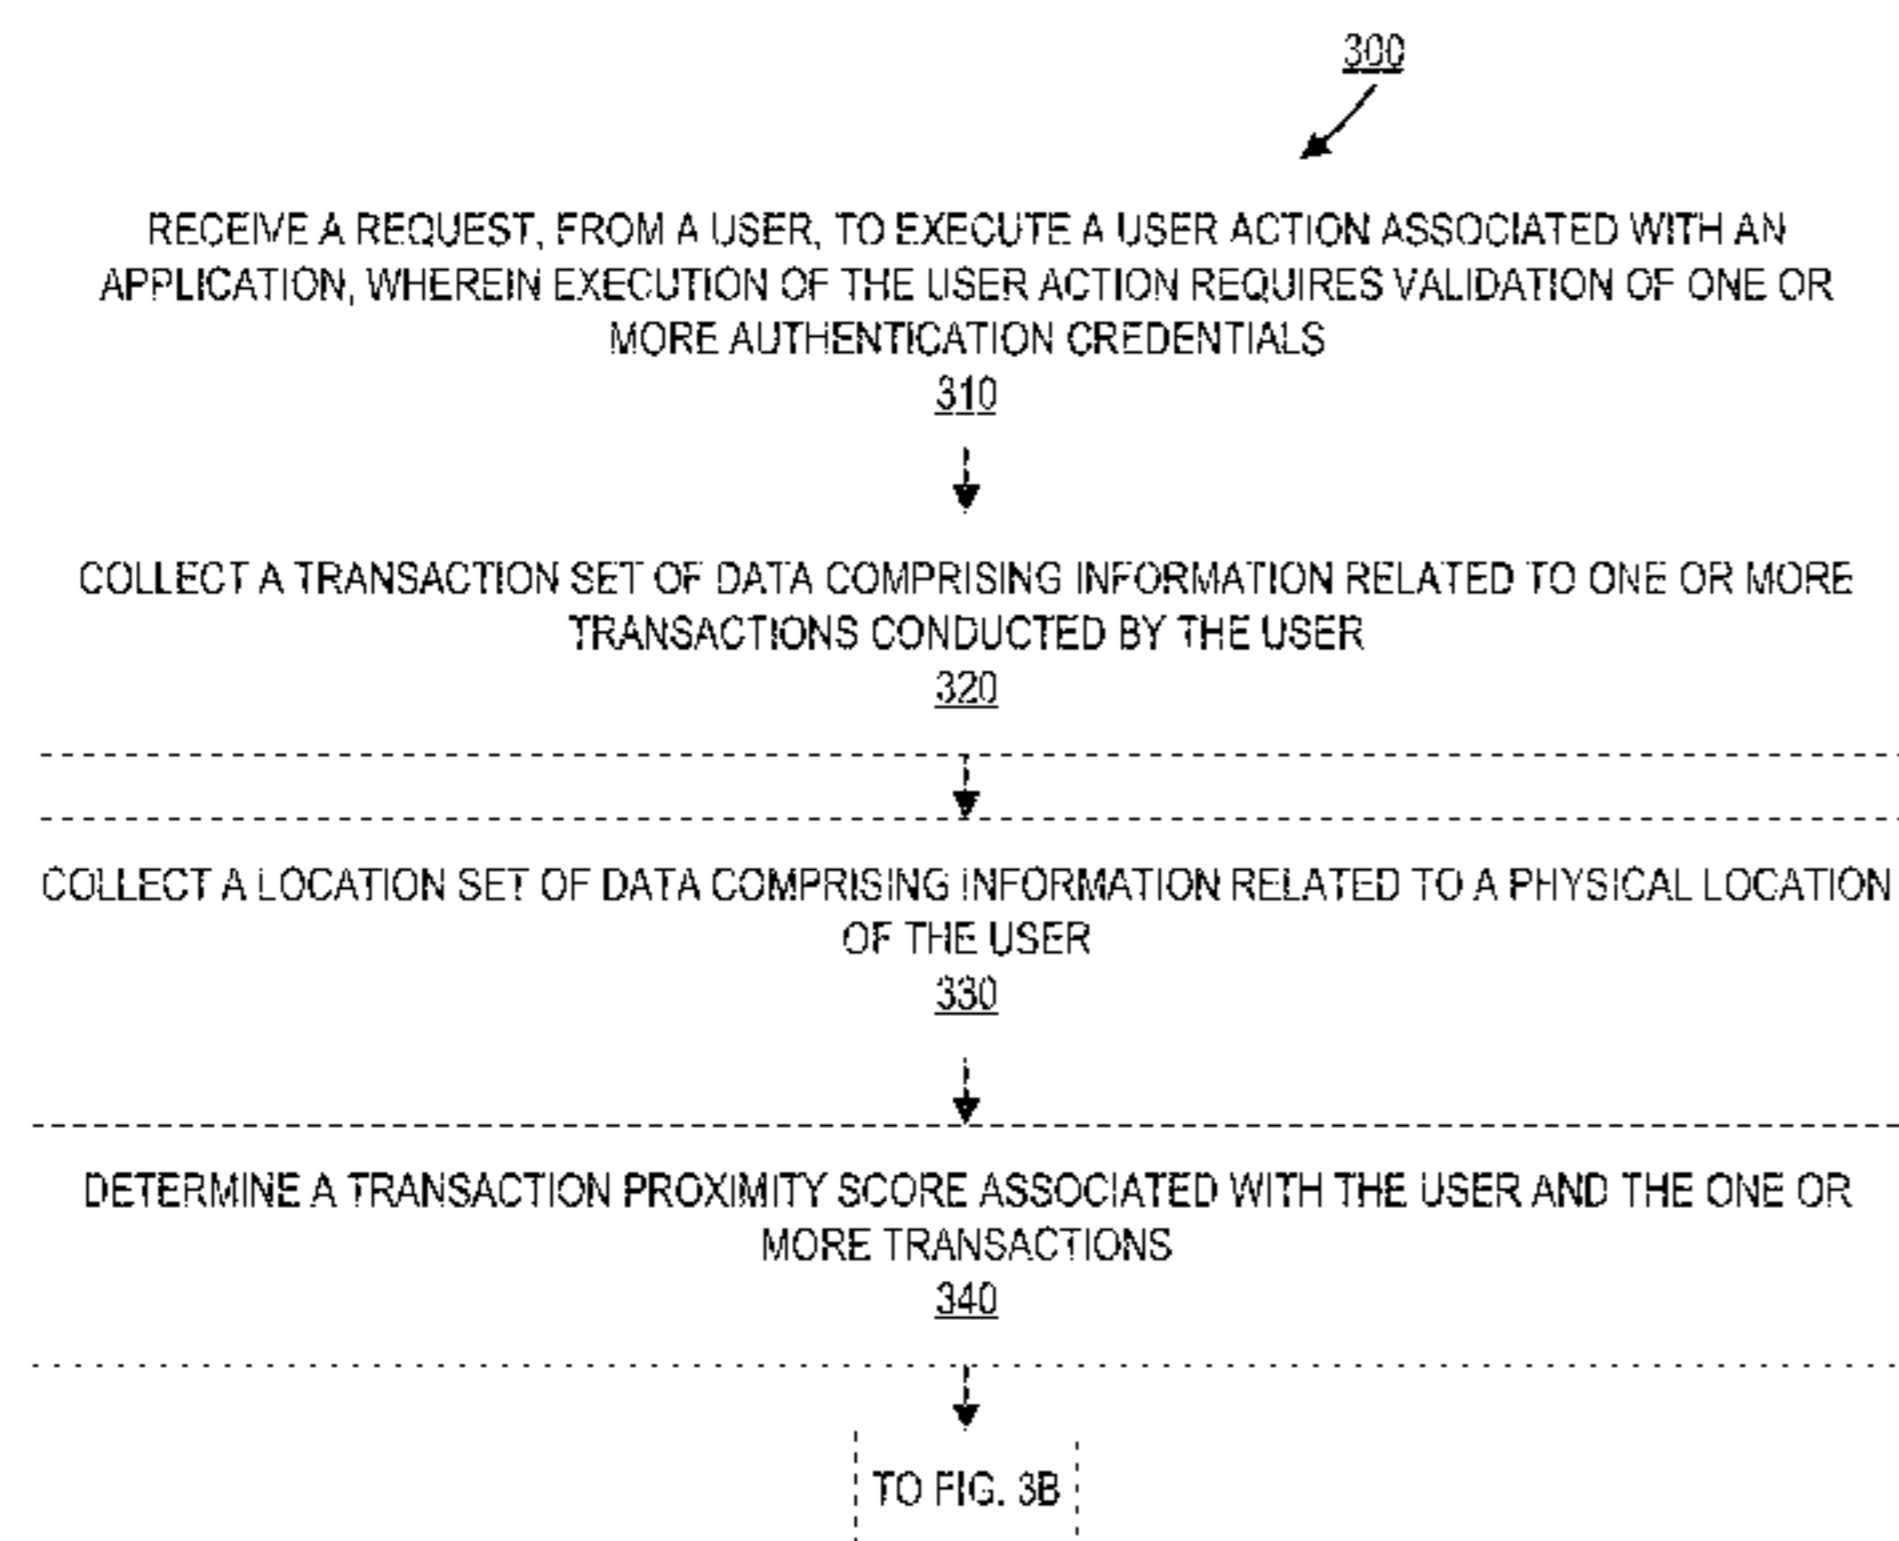 300
RECEIVE A REQUEST, FROM A USER, TO EXECUTE A USER ACTION ASSOCIATED WITH AN
APPLICATION, WHEREIN EXECUTION OF THE USER ACTION REQUIRES VALIDATION OF ONE OR
MORE AUTHENTICATION CREDENTIALS
310
COLLECT A TRANSACTION SET OF DATA COMPRISING INFORMATION RELATED TO ONE OR MORE
TRANSACTIONS CONDUCTED BY THE USER
320
COLLECT A LOCATION SET OF DATA COMPRISING INFORMATION RELATED TO A PHYSICAL LOCATION
OF THE USER
330
DETERMINE A TRANSACTION PROXIMITY SCORE ASSOCIATED WITH THE USER AND THE ONE OR
MORE TRANSACTIONS
340
TO FIG. 3B